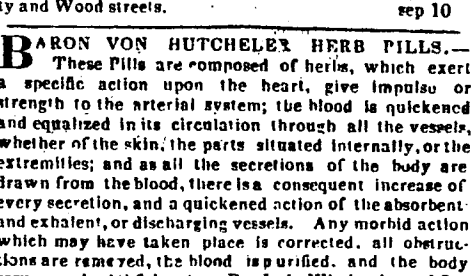 ty and Wood streets. sep 10
BARON VON HUTCHELER HERB PILLS.—
These Pills are composed of herbs, which exert
a specific action upon the heart, give impulse or
strength to the arterial system; the blood is quickened
and equalized in its circulation through all the vessels,
whether of the skin, the parts situated internally, or the
extremities; and as all the secretions of the body are
drawn from the blood, there is a consequent increase of
every secretion, and a quickened action of the absorbent
and exhalent, or discharging vessels. Any morbid action
which may have taken place is corrected, all obstruc-
tions are removed, the blood is purified, and the body